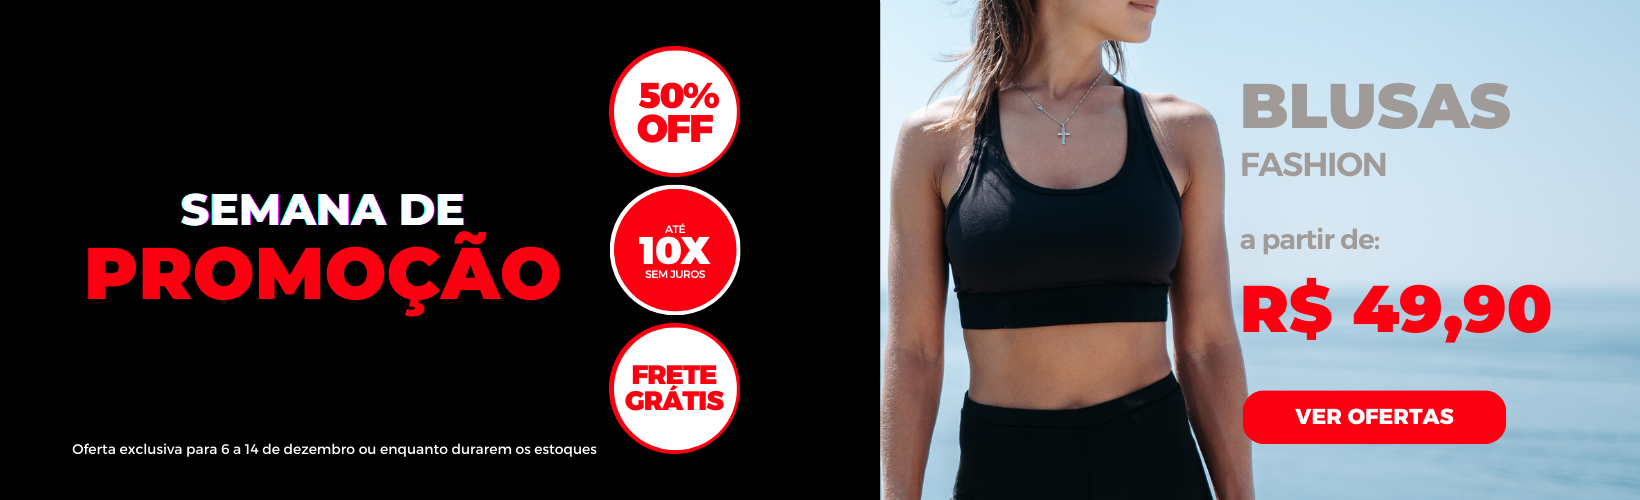 SEMANA DE
PROMOÇÃO
50%
OFF
ATÉ
10X
SEM JUROS
FRETE
GRÁTIS
Oferta exclusiva para 6 a 14 de dezembro ou enquanto durarem os estoques
BLUSAS
FASHION
a partir de:
R$ 49,90
VER OFERTAS